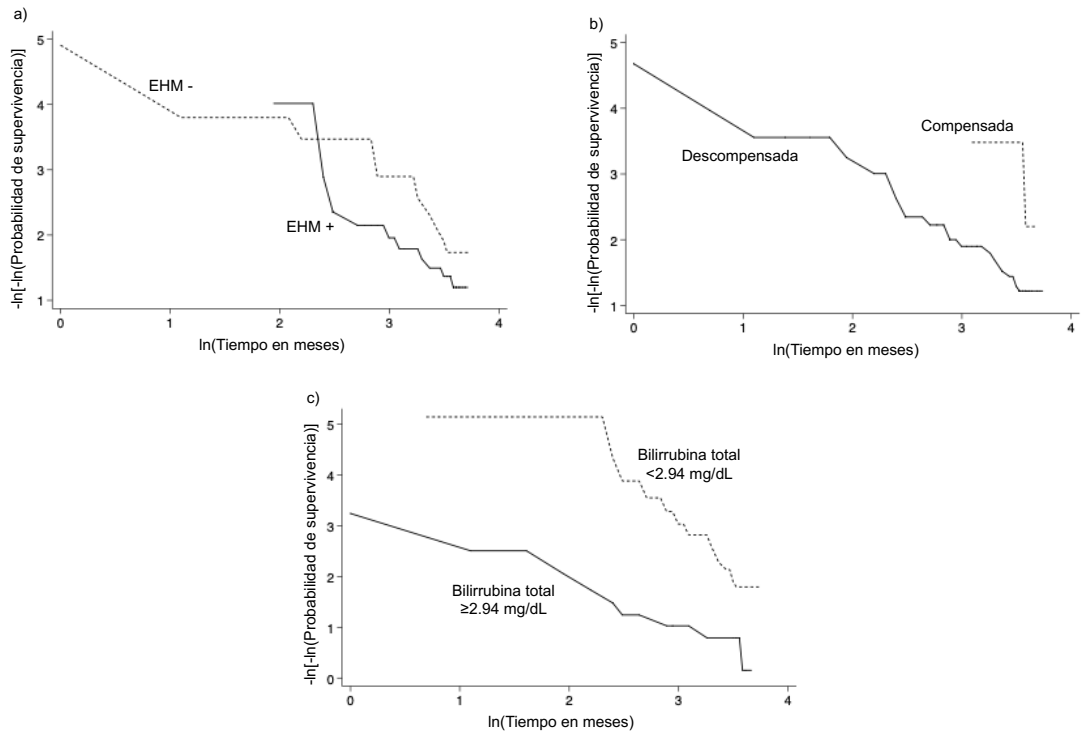 a)
-ln[-ln(Probabilidad de supervivencia)]
5
4
3
2
1
EHM -
EHM +
0 1 2 3 4
ln(Tiempo en meses)
b)
-ln[-ln(Probabilidad de supervivencia)]
5
4
3
2
1
Compensada
Descompensada
0 1 2 3 4
ln(Tiempo en meses)
c)
-ln[-ln(Probabilidad de supervivencia)]
5
4
3
2
1
0
Bilirrubina total
<2.94 mg/dL
Bilirrubina total
≥2.94 mg/dL
0 1 2 3 4
ln(Tiempo en meses)